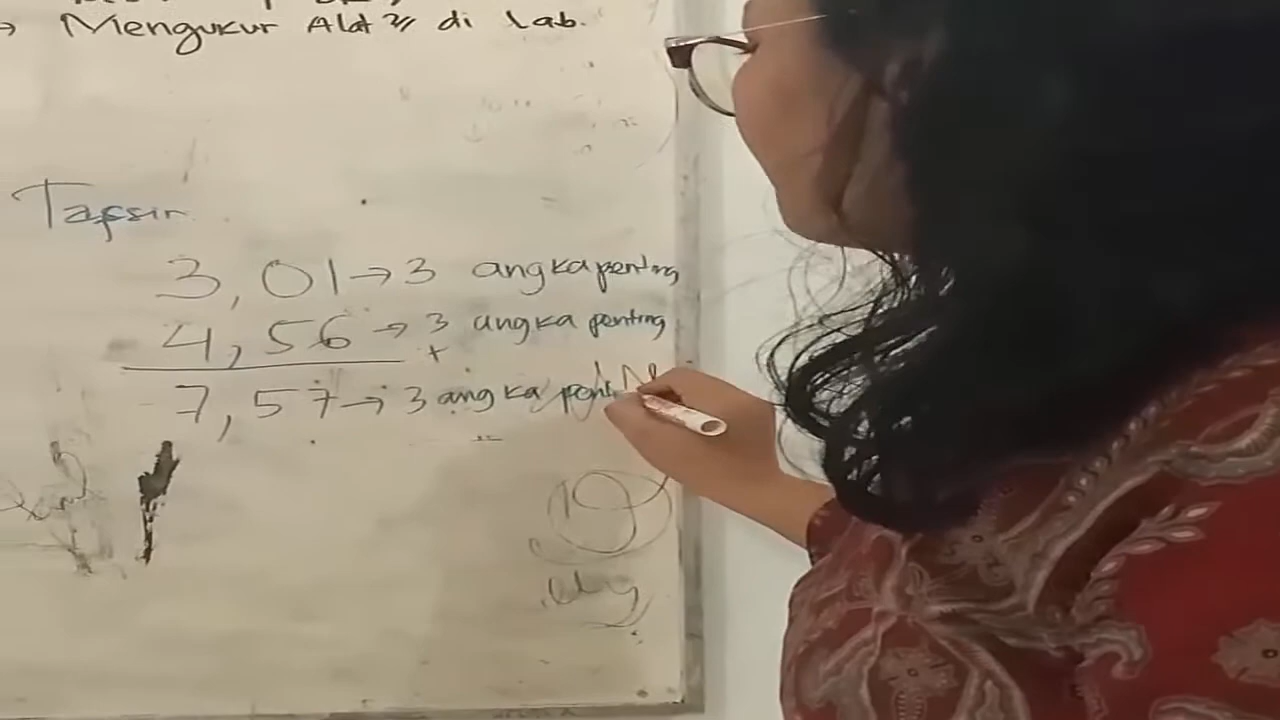 → Mengukur Alat² di lab.
Tafsir
3,01 → 3 angka penting
4,56 → 3 angka penting
+
7,57 → 3 angka